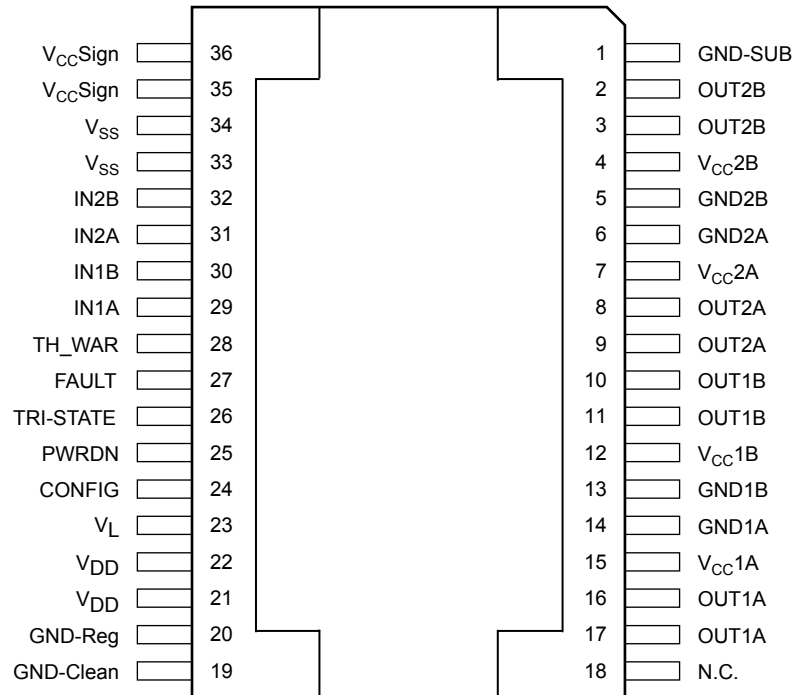 VCCSign 36 1 GND-SUB
VCCSign 35 2 OUT2B
VSS 34 3 OUT2B
VSS 33 4 VCC2B
IN2B 32 5 GND2B
IN2A 31 6 GND2A
IN1B 30 7 VCC2A
IN1A 29 8 OUT2A
TH_WAR 28 9 OUT2A
FAULT 27 10 OUT1B
TRI-STATE 26 11 OUT1B
PWRDN 25 12 VCC1B
CONFIG 24 13 GND1B
VL 23 14 GND1A
VDD 22 15 VCC1A
VDD 21 16 OUT1A
GND-Reg 20 17 OUT1A
GND-Clean 19 18 N.C.